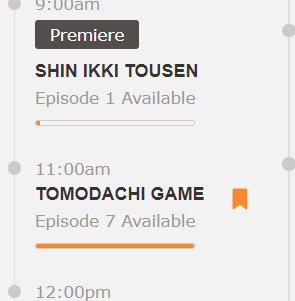 9:00am
Premiere
SHIN IKKI TOUSEN
Episode 1 Available
11:00am
TOMODACHI GAME
Episode 7 Available
12:00pm